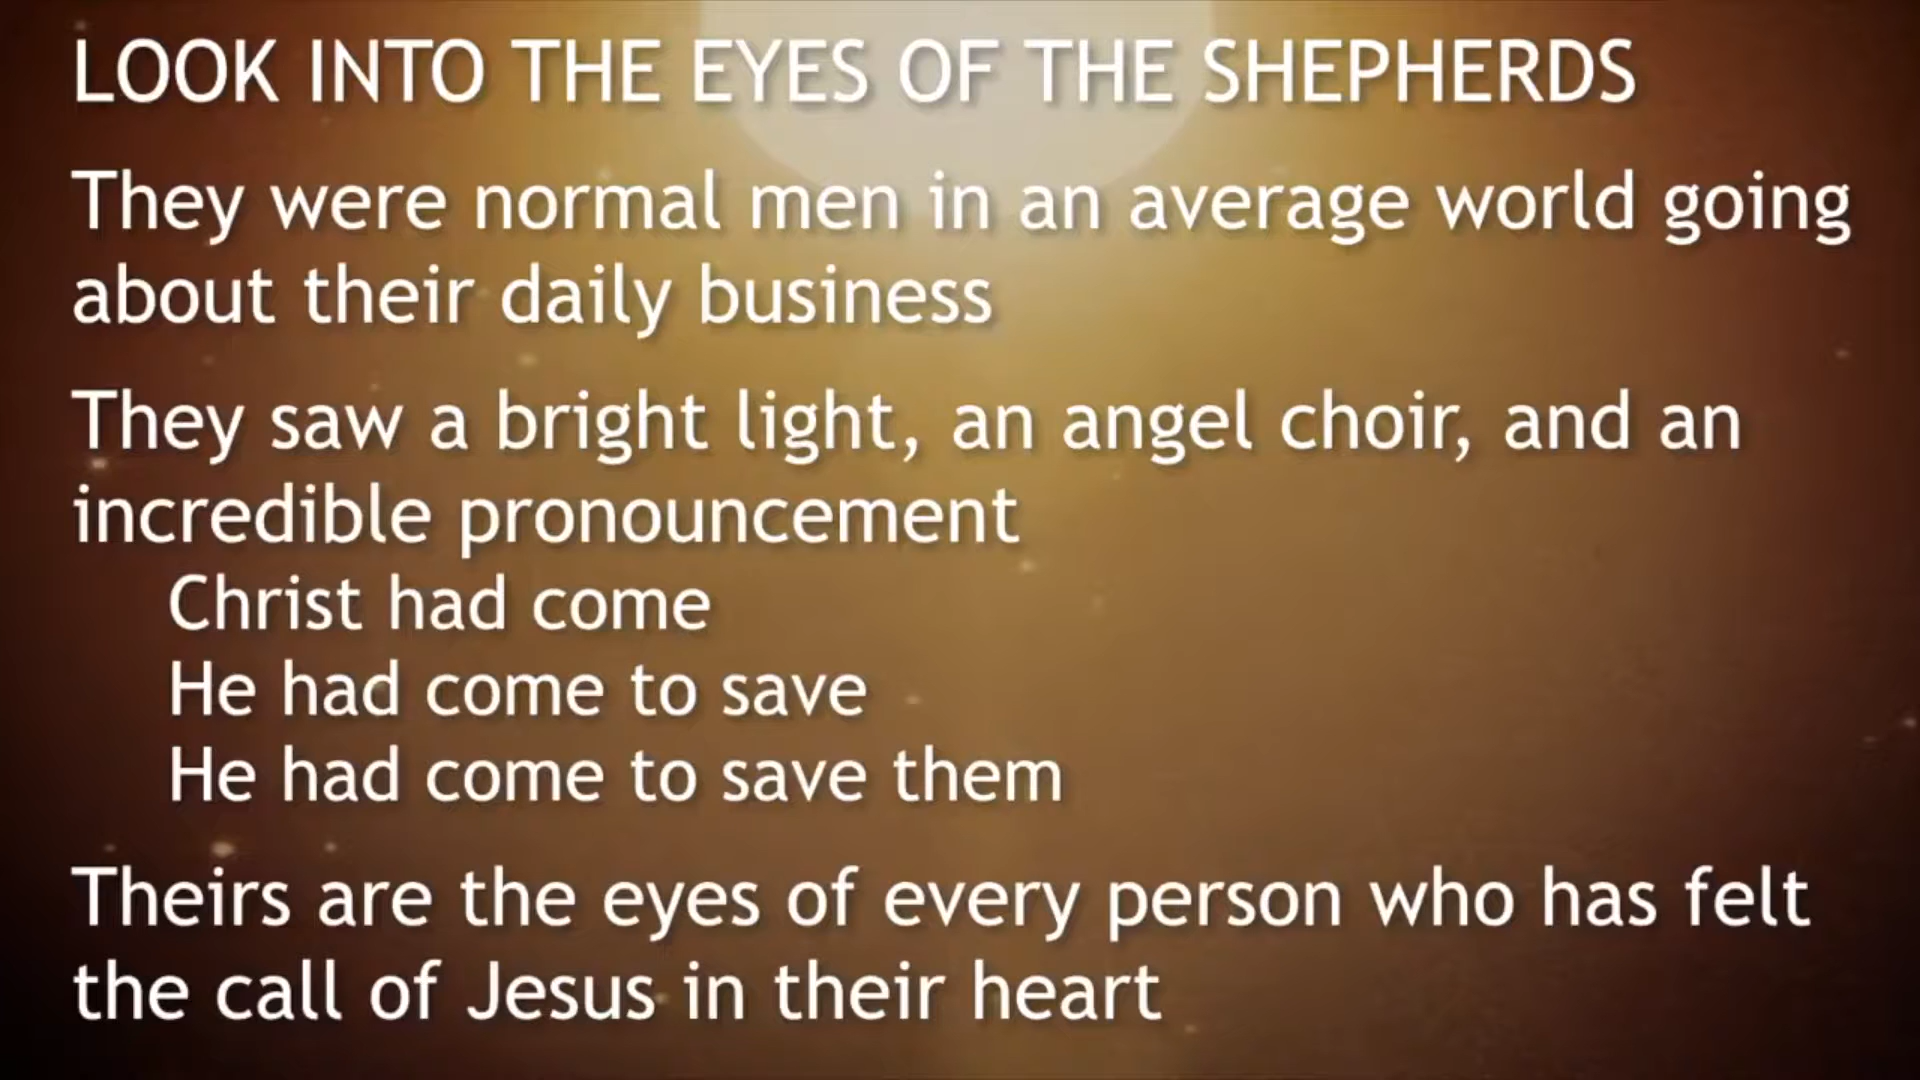 LOOK INTO THE EYES OF THE SHEPHERDS
They were normal men in an average world going
about their daily business
They saw a bright light, an angel choir, and an
incredible pronouncement
Christ had come
He had come to save
He had come to save them
Theirs are the eyes of every person who has felt
the call of Jesus in their heart